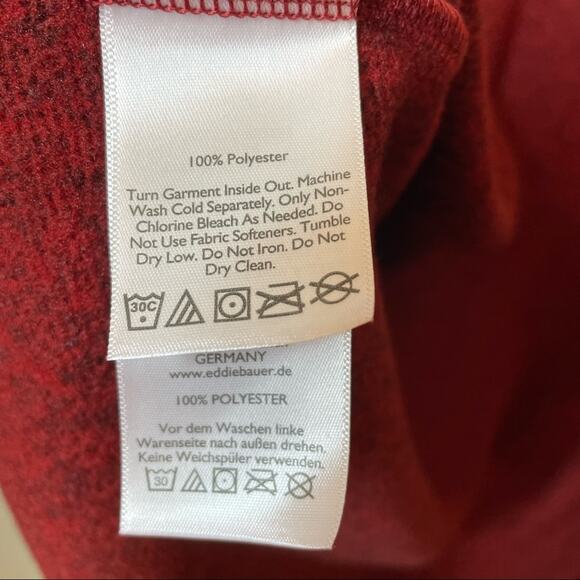 100% Polyester
Turn Garment Inside Out. Machine
Wash Cold Separately. Only Non-
Chlorine Bleach As Needed. Do
Not Use Fabric Softeners. Tumble
Dry Low. Do Not Iron. Do Not
Dry Clean.
30C
GERMANY
www.eddiebauer.de
100% POLYESTER
Vor dem Waschen linke
Warenseite nach außen drehen.
Keine Weichspüler verwenden.
30